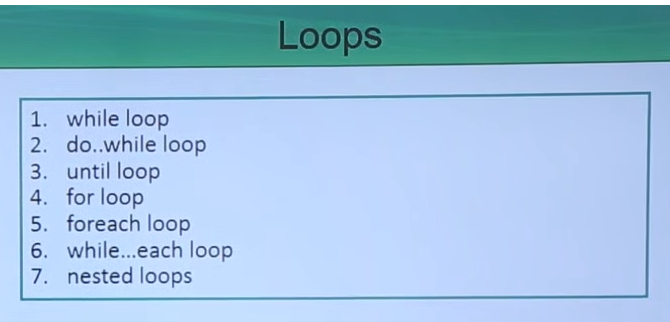 Loops
1. while loop
2. do..while loop
3. until loop
4. for loop
5. foreach loop
6. while...each loop
7. nested loops